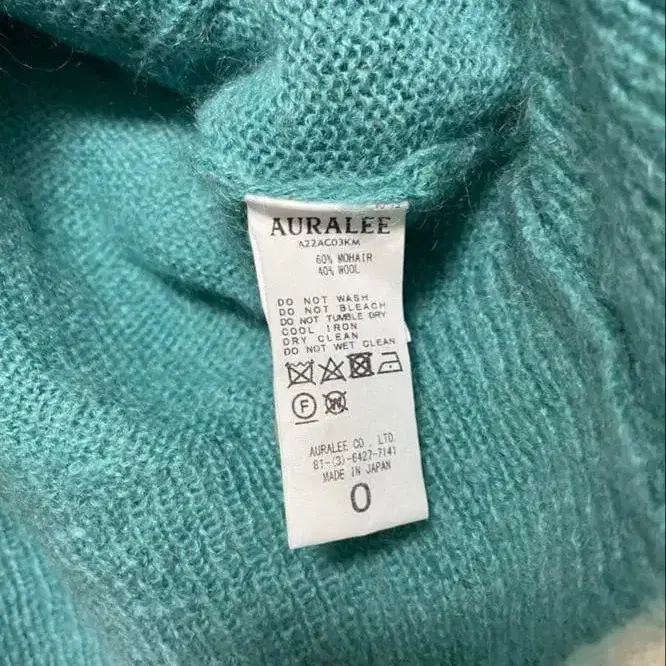 AURALEE
A22AC03KM
60% MOHAIR
40% WOOL
DO NOT WASH
DO NOT BLEACH
DO NOT TUMBLE DRY
COOL IRON
DRY CLEAN
DO NOT WET CLEAN
F W
AURALEE CO., LTD.
81-(3)-6427-7141
MADE IN JAPAN
0